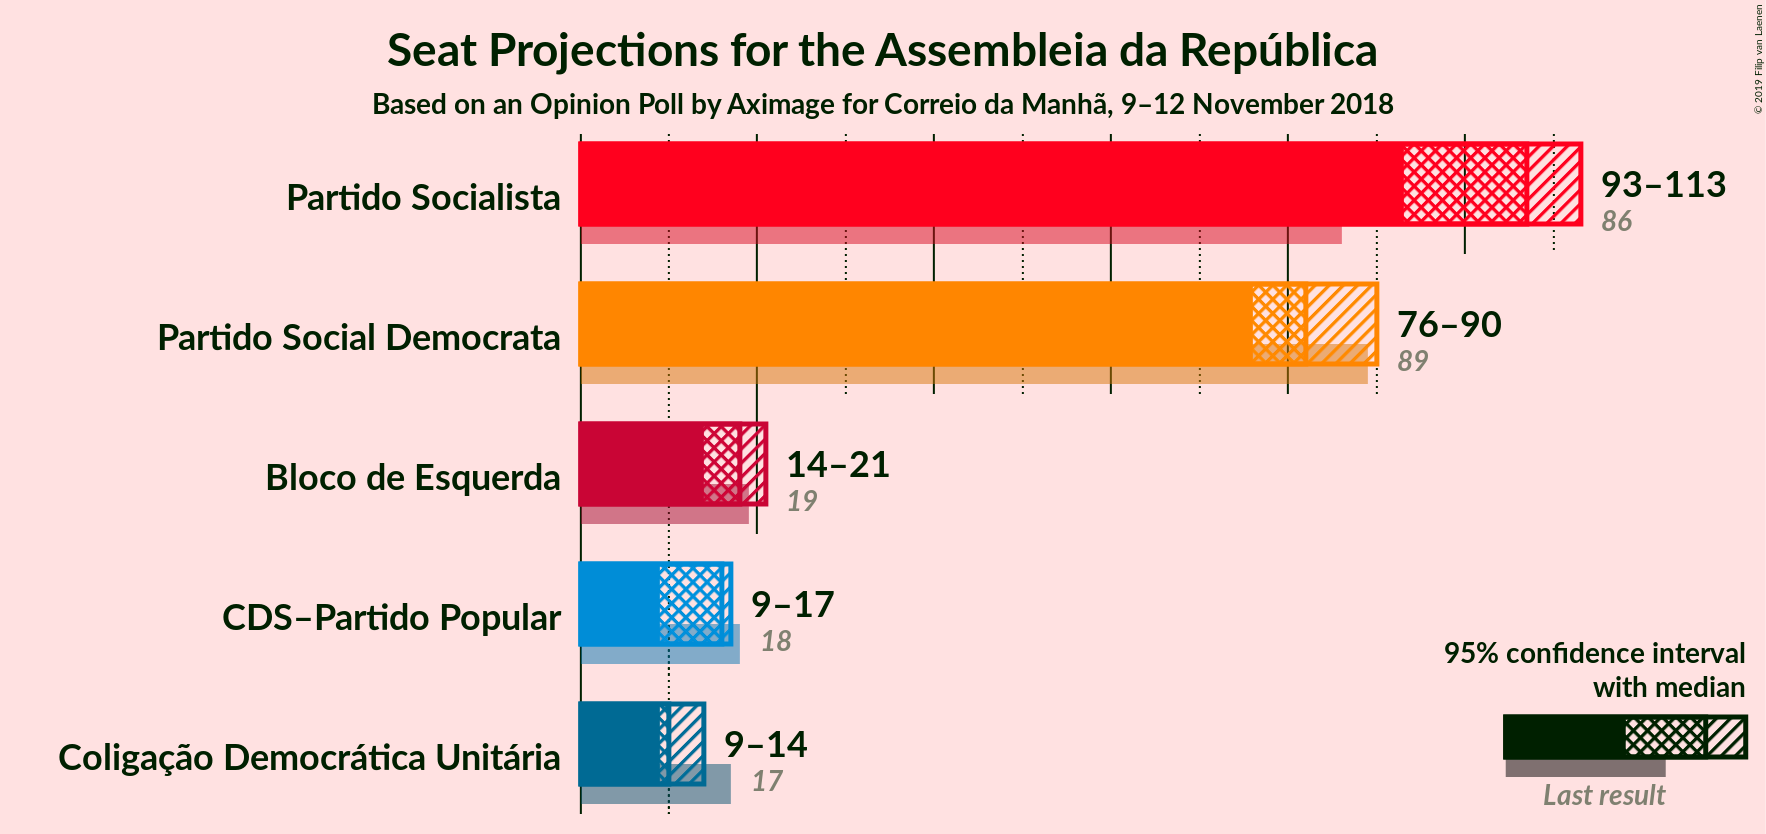 Seat Projections for the Assembleia da República
Based on an Opinion Poll by Aximage for Correio da Manhã, 9–12 November 2018
© 2019 Filip van Laenen
Partido Socialista
93–113
86
Partido Social Democrata
76–90
89
Bloco de Esquerda
14–21
19
CDS–Partido Popular
9–17
18
Coligação Democrática Unitária
9–14
17
95% confidence interval
with median
Last result